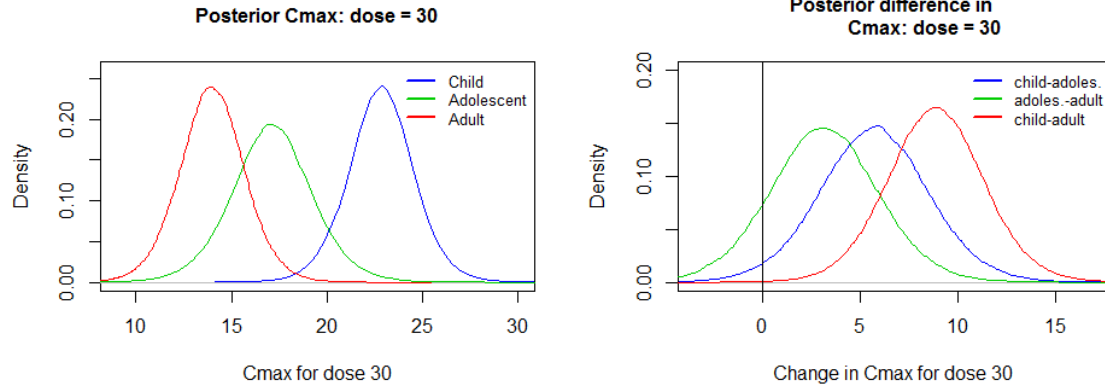 Posterior Cmax: dose = 30
Density
0.00
0.10
0.20
Child
Adolescent
Adult
10
15
20
25
30
Cmax for dose 30
Posterior difference in
Cmax: dose = 30
Density
0.00
0.10
0.20
child-adoles.
adoles.-adult
child-adult
0
5
10
15
Change in Cmax for dose 30